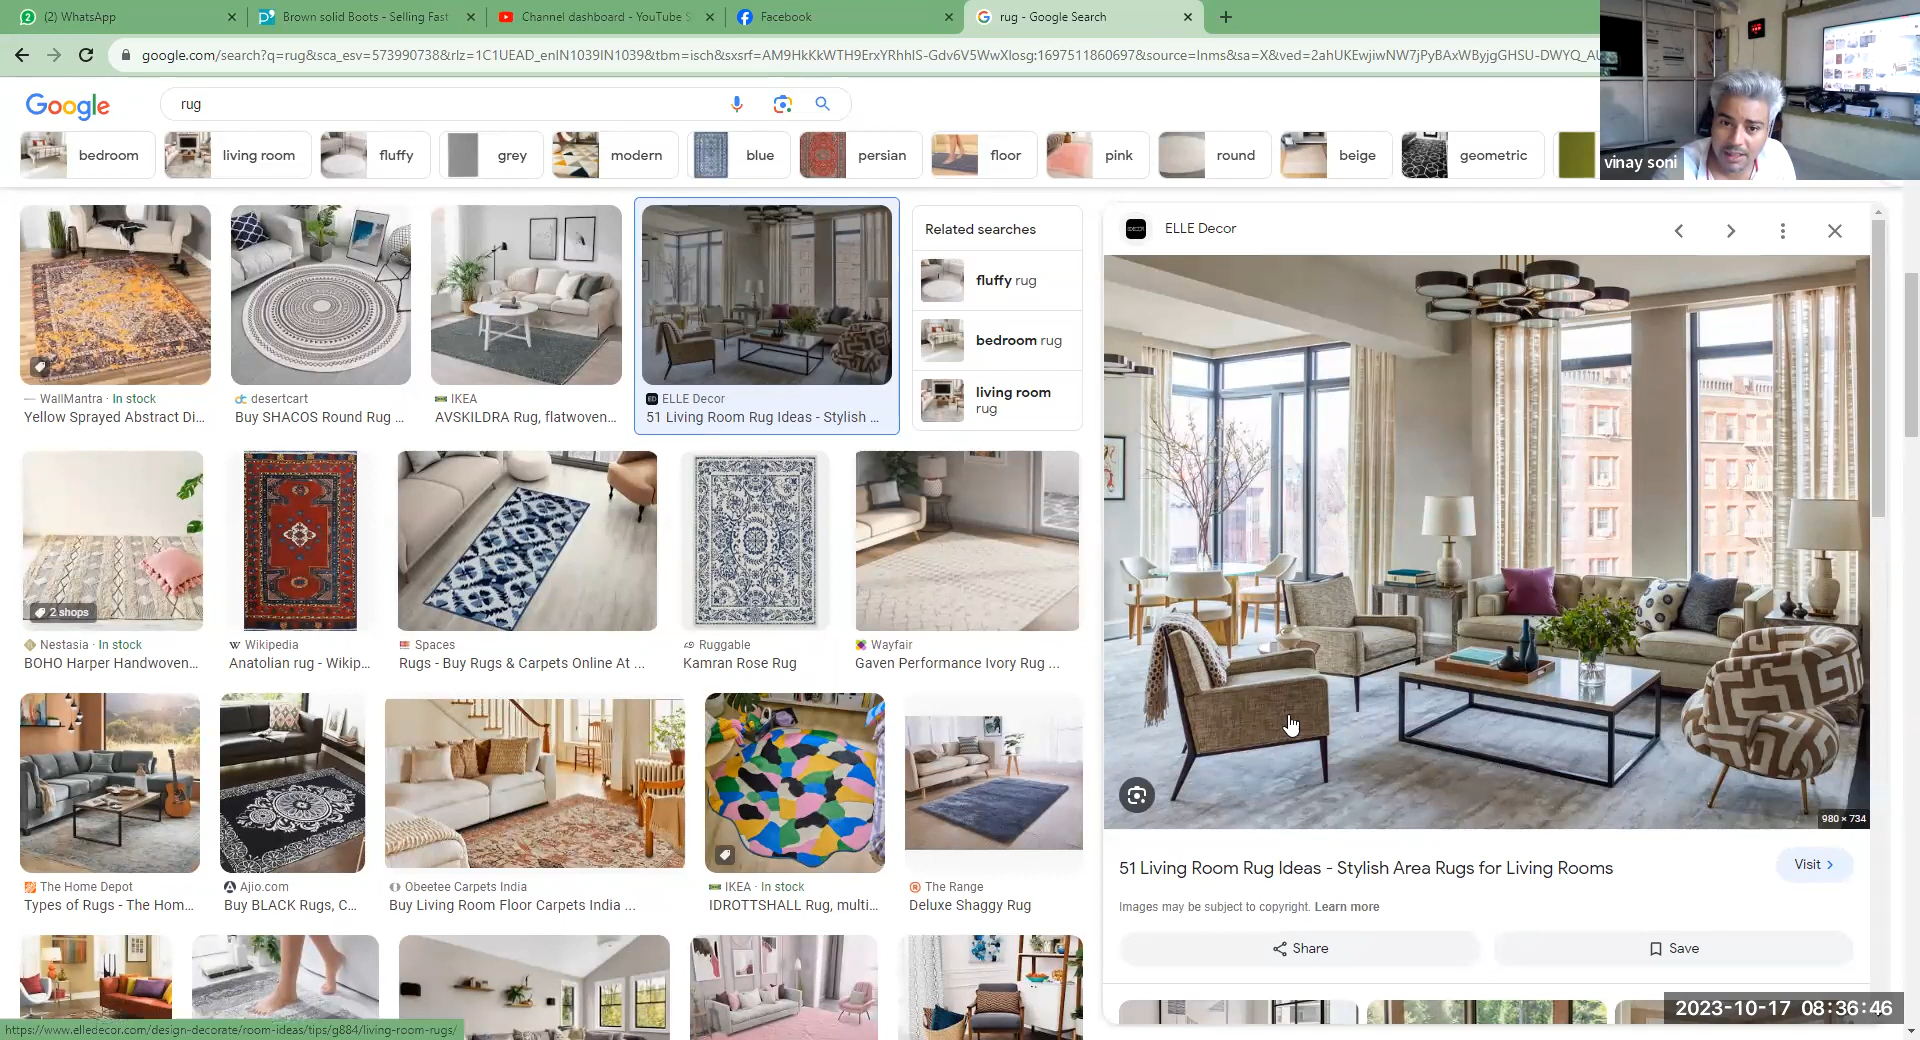 (2) WhatsApp
Brown solid Boots - Selling Fast
Channel dashboard - YouTube S
Facebook
rug - Google Search
google.com/search?q=rug&sca_esv=573990738&rlz=1C1UEAD_enIN1039IN1039&tbm=isch&sxsrf=AM9HkKkWTH9ErxYRhhlS-Gdv6V5WwXlosg:1697511860697&source=lnms&sa=X&ved=2ahUKEwjiwNW7jPyBAxWByjgGHSU-DWYQ_AU
Google
rug
bedroom
living room
fluffy
grey
modern
blue
persian
floor
pink
round
beige
geometric
vinay soni
WallMantra · In stock
Yellow Sprayed Abstract Di...
desertcart
Buy SHACOS Round Rug ...
IKEA
AVSKILDRA Rug, flatwoven...
ELLE Decor
51 Living Room Rug Ideas - Stylish ...
Related searches
fluffy rug
bedroom rug
living room
rug
2 shops
Nestasia · In stock
BOHO Harper Handwoven...
Wikipedia
Anatolian rug - Wikip...
Spaces
Rugs - Buy Rugs & Carpets Online At ...
Ruggable
Kamran Rose Rug
Wayfair
Gaven Performance Ivory Rug ...
The Home Depot
Types of Rugs - The Hom...
Ajio.com
Buy BLACK Rugs, C...
Obeetee Carpets India
Buy Living Room Floor Carpets India ...
IKEA · In stock
IDROTTSHALL Rug, multi...
The Range
Deluxe Shaggy Rug
https://www.elledecor.com/design-decorate/room-ideas/tips/g884/living-room-rugs/
ELLE Decor
980 × 734
51 Living Room Rug Ideas - Stylish Area Rugs for Living Rooms
Visit
Images may be subject to copyright. Learn more
Share
Save
2023-10-17 08:36:46